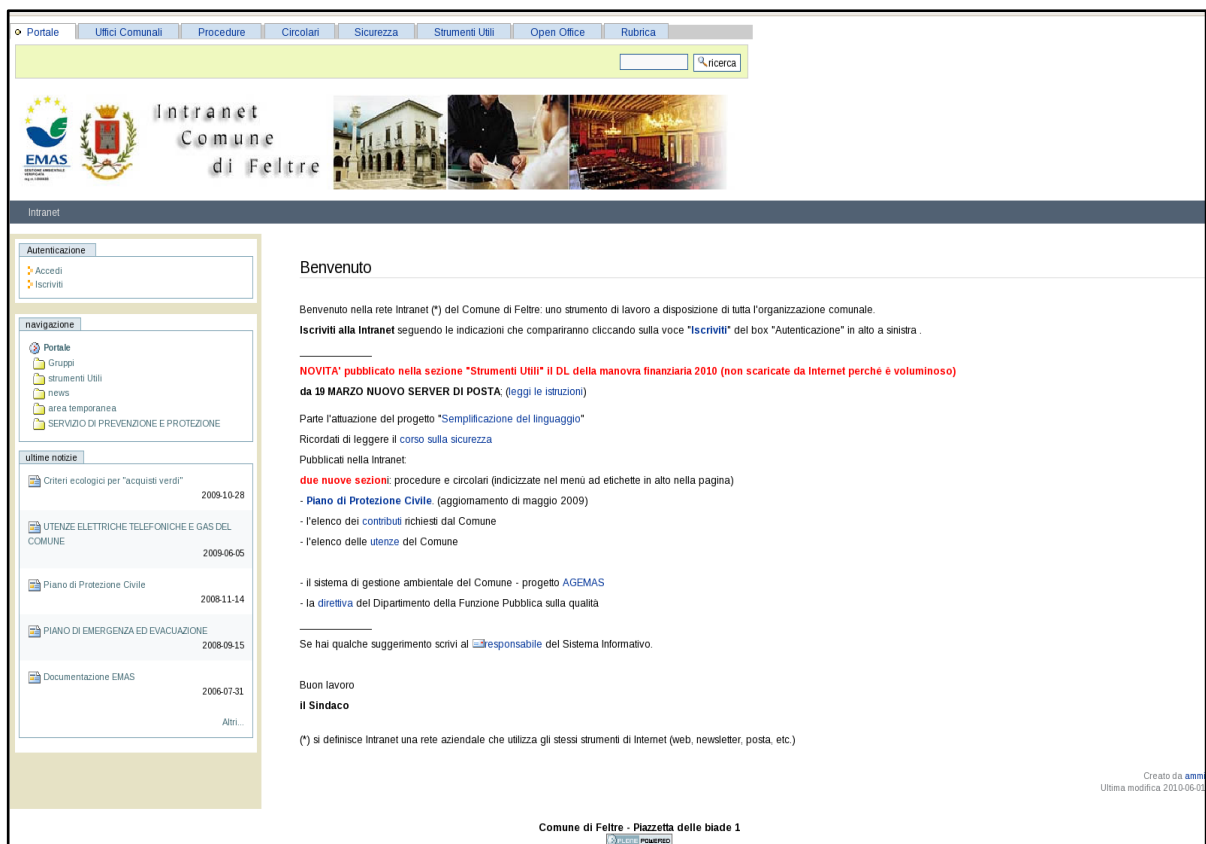 Portale Uffici Comunali Procedure Circolari Sicurezza Strumenti Utili Open Office Rubrica
ricerca
Intranet
Comune
di Feltre
EMAS
Intranet
Autenticazione
Accedi
Iscriviti
navigazione
Portale
Gruppi
strumenti Utili
news
area temporanea
SERVIZIO DI PREVENZIONE E PROTEZIONE
ultime notizie
Criteri ecologici per "acquisti verdi"
2009-10-28
UTENZE ELETTRICHE TELEFONICHE E GAS DEL
COMUNE
2009-06-05
Piano di Protezione Civile
2008-11-14
PIANO DI EMERGENZA ED EVACUAZIONE
2008-09-15
Documentazione EMAS
2006-07-31
Altri...
Benvenuto
Benvenuto nella rete Intranet (*) del Comune di Feltre: uno strumento di lavoro a disposizione di tutta l'organizzazione comunale.
Iscriviti alla Intranet seguendo le indicazioni che compariranno cliccando sulla voce "Iscriviti" del box "Autenticazione" in alto a sinistra .
NOVITA' pubblicato nella sezione "Strumenti Utili" il DL della manovra finanziaria 2010 (non scaricate da Internet perché è voluminoso)
da 19 MARZO NUOVO SERVER DI POSTA; (leggi le istruzioni)
Parte l'attuazione del progetto "Semplificazione del linguaggio"
Ricordati di leggere il corso sulla sicurezza
Pubblicati nella Intranet:
due nuove sezioni: procedure e circolari (indicizzate nel menù ad etichette in alto nella pagina)
- Piano di Protezione Civile. (aggiornamento di maggio 2009)
- l'elenco dei contributi richiesti dal Comune
- l'elenco delle utenze del Comune
- il sistema di gestione ambientale del Comune - progetto AGEMAS
- la direttiva del Dipartimento della Funzione Pubblica sulla qualità
Se hai qualche suggerimento scrivi al responsabile del Sistema Informativo.
Buon lavoro
il Sindaco
(*) si definisce Intranet una rete aziendale che utilizza gli stessi strumenti di Internet (web, newsletter, posta, etc.)
Creato da ammi
Ultima modifica 2010-06-01
Comune di Feltre - Piazzetta delle biade 1
PLONE POWERED